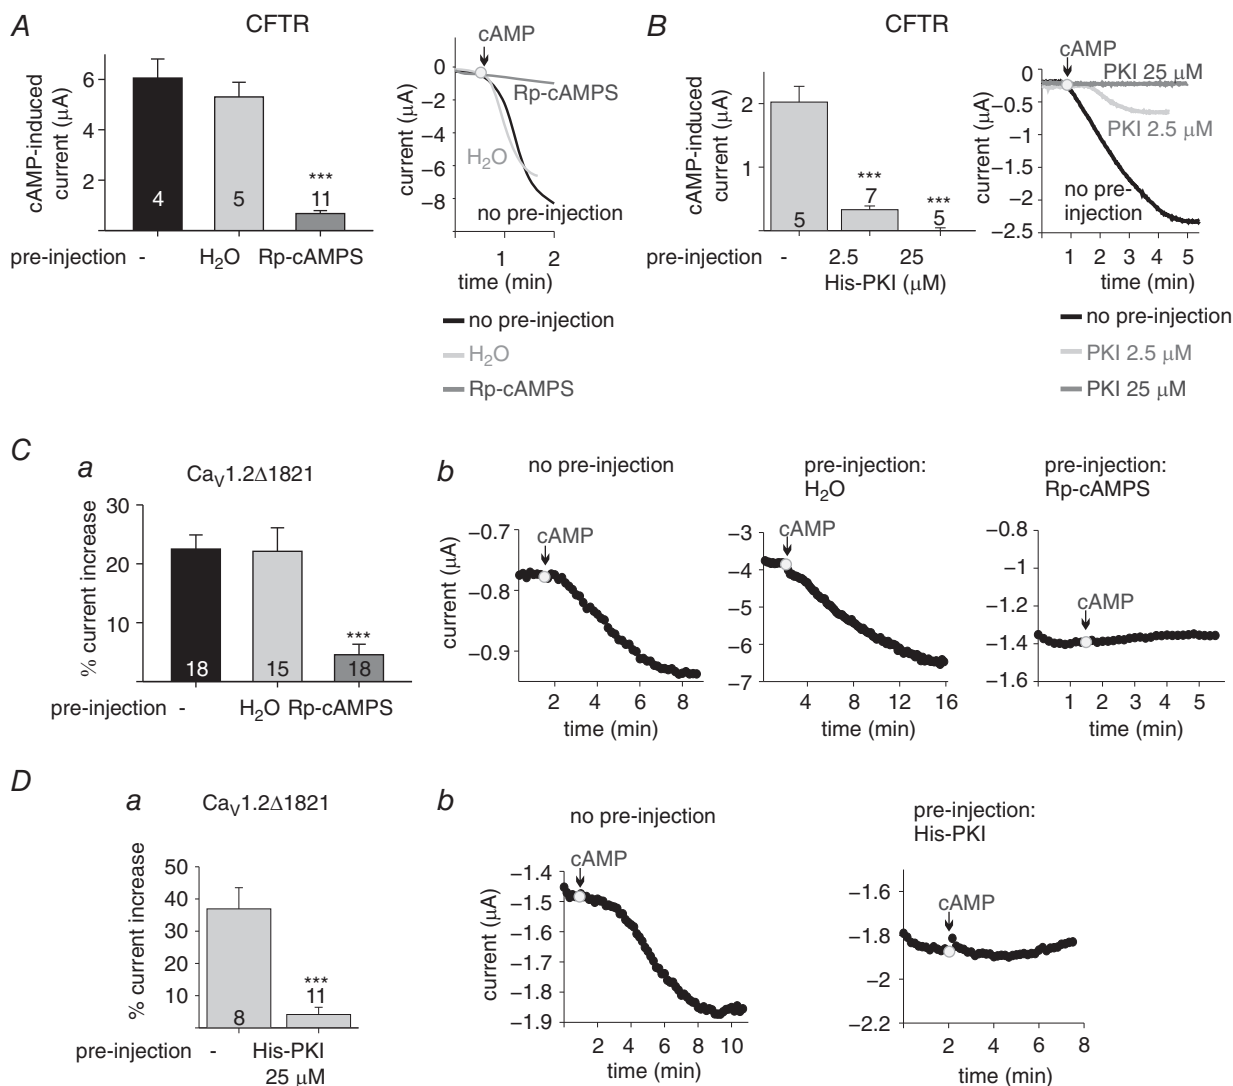 A
CFTR
cAMP-induced
current (μA)
6
4
2
4
5
***
11
pre-injection - H₂O Rp-cAMPS
cAMP
current (μA)
0
−2
−4
−6
−8
Rp-cAMPS
H₂O
no pre-injection
1 2
time (min)
no pre-injection
H₂O
Rp-cAMPS
B
CFTR
cAMP-induced
current (μA)
2
1
5
***
7
***
5
pre-injection - 2.5 25
His-PKI (μM)
cAMP
current (μA)
0
−0.5
−1
−1.5
−2
−2.5
PKI 25 μM
PKI 2.5 μM
no pre-
injection
1 2 3 4 5
time (min)
no pre-injection
PKI 2.5 μM
PKI 25 μM
C
a
CaV1.2Δ1821
% current increase
30
20
10
18
15
***
18
pre-injection - H₂O Rp-cAMPS
b
no pre-injection
current (μA)
−0.7
−0.8
−0.9
cAMP
2 4 6 8
time (min)
pre-injection:
H₂O
−3
−4
−5
−6
−7
cAMP
4 8 12 16
time (min)
pre-injection:
Rp-cAMPS
−0.8
−1
−1.2
−1.4
−1.6
cAMP
1 2 3 4 5
time (min)
D
a
CaV1.2Δ1821
% current increase
50
40
30
20
10
8
***
11
pre-injection - His-PKI
25 μM
b
no pre-injection
cAMP
current (μA)
−1.4
−1.5
−1.6
−1.7
−1.8
−1.9
2 4 6 8 10
time (min)
pre-injection:
His-PKI
−1.6
−1.8
−2
−2.2
cAMP
2 4 6 8
time (min)